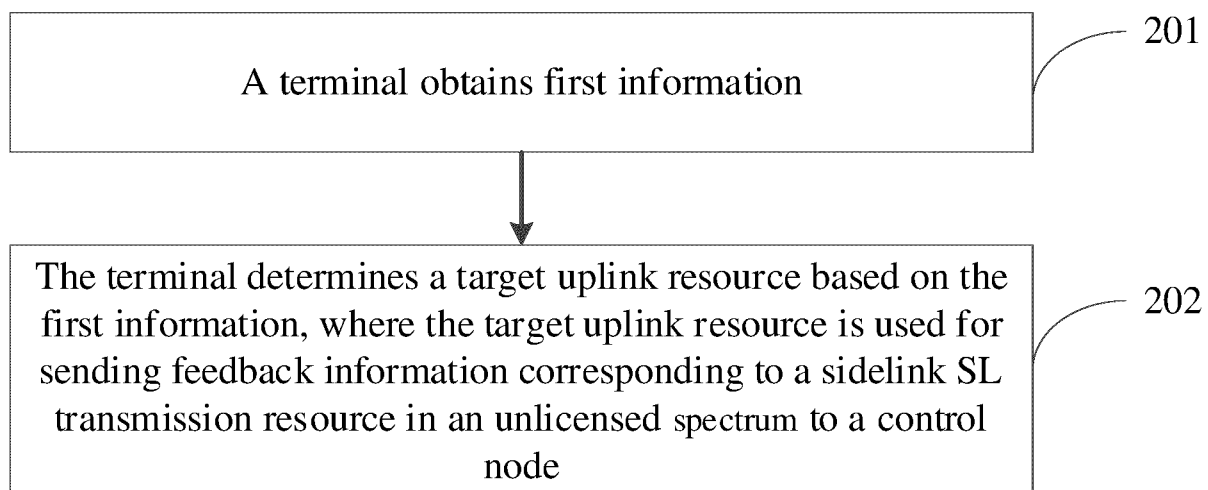 A terminal obtains first information
201
The terminal determines a target uplink resource based on the
first information, where the target uplink resource is used for
sending feedback information corresponding to a sidelink SL
transmission resource in an unlicensed spectrum to a control
node
202